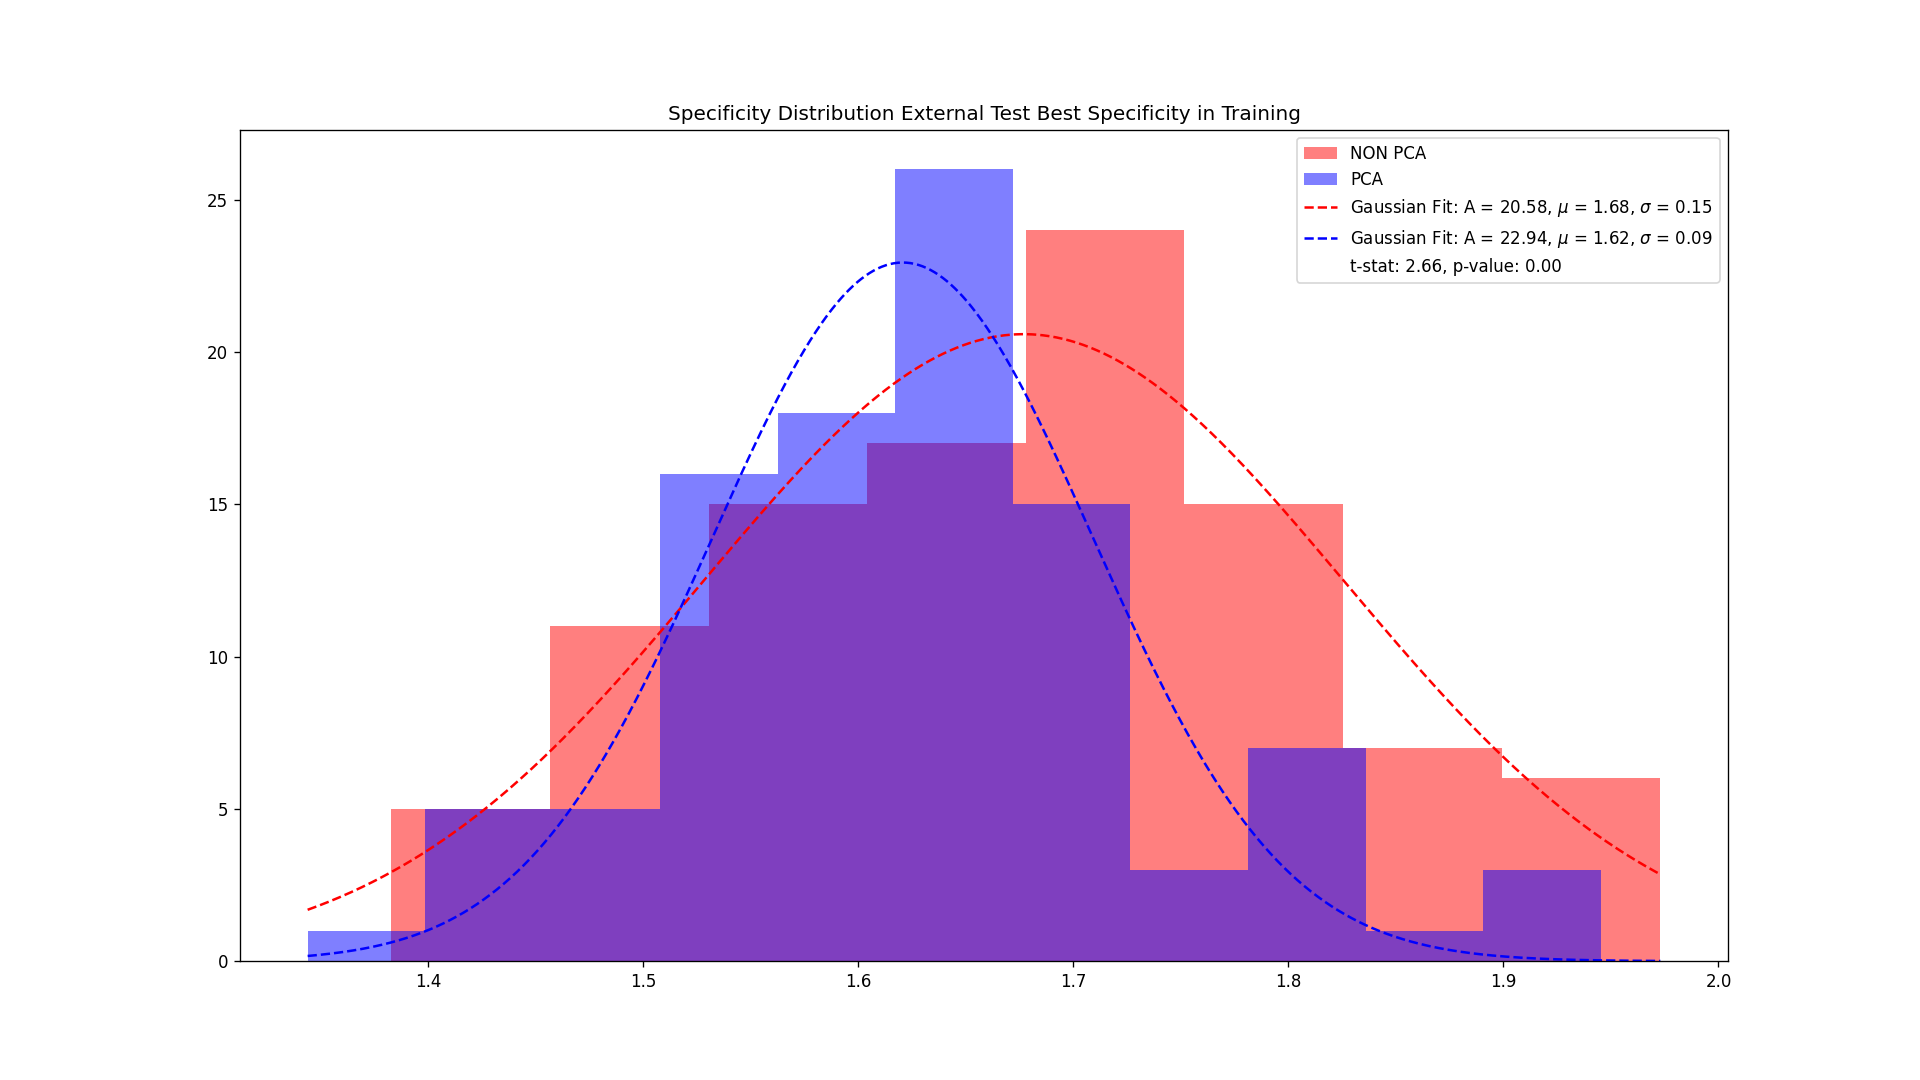 Specificity Distribution External Test Best Specificity in Training
NON PCA
PCA
Gaussian Fit: A = 20.58, μ = 1.68, σ = 0.15
Gaussian Fit: A = 22.94, μ = 1.62, σ = 0.09
t-stat: 2.66, p-value: 0.00
25
20
15
10
5
0
1.4 1.5 1.6 1.7 1.8 1.9 2.0